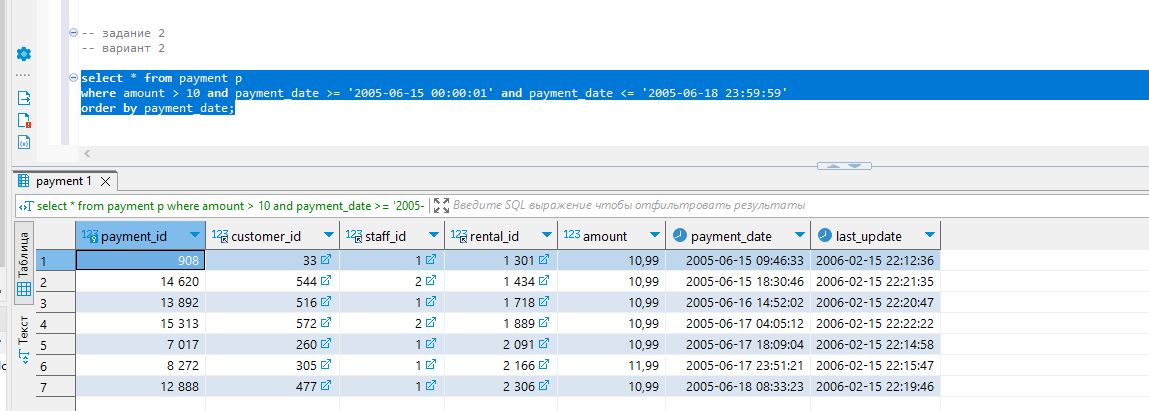 -- задание 2
-- вариант 2
select * from payment p
where amount > 10 and payment_date >= '2005-06-15 00:00:01' and payment_date <= '2005-06-18 23:59:59'
order by payment_date;
payment 1
select * from payment p where amount > 10 and payment_date >= '2005- Введите SQL выражение чтобы отфильтровать результаты
Таблица
Текст
123 payment_id 123 customer_id 123 staff_id 123 rental_id 123 amount payment_date last_update
1 908 33 1 1 301 10,99 2005-06-15 09:46:33 2006-02-15 22:12:36
2 14 620 544 2 1 434 10,99 2005-06-15 18:30:46 2006-02-15 22:21:35
3 13 892 516 1 1 718 10,99 2005-06-16 14:52:02 2006-02-15 22:20:47
4 15 313 572 2 1 889 10,99 2005-06-17 04:05:12 2006-02-15 22:22:22
5 7 017 260 1 2 091 10,99 2005-06-17 18:09:04 2006-02-15 22:14:58
6 8 272 305 1 2 166 11,99 2005-06-17 23:51:21 2006-02-15 22:15:47
7 12 888 477 1 2 306 10,99 2005-06-18 08:33:23 2006-02-15 22:19:46